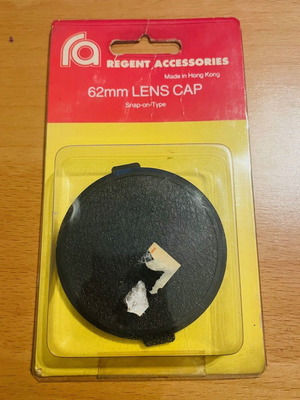 ra
REGENT ACCESSORIES
Made in Hong Kong
62mm LENS CAP
Snap-on-Type